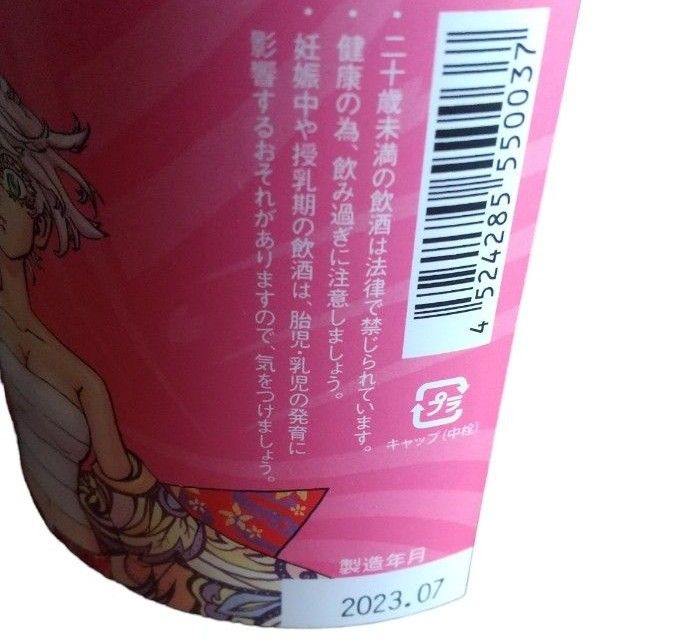 ・二十歳未満の飲酒は法律で禁じられています。
・健康の為、飲み過ぎに注意しましょう。
・妊娠中や授乳期の飲酒は、胎児・乳児の発育に
影響するおそれがありますので、気をつけましょう。
4 524285 550037
プラ
キャップ(中栓)
製造年月
2023.07